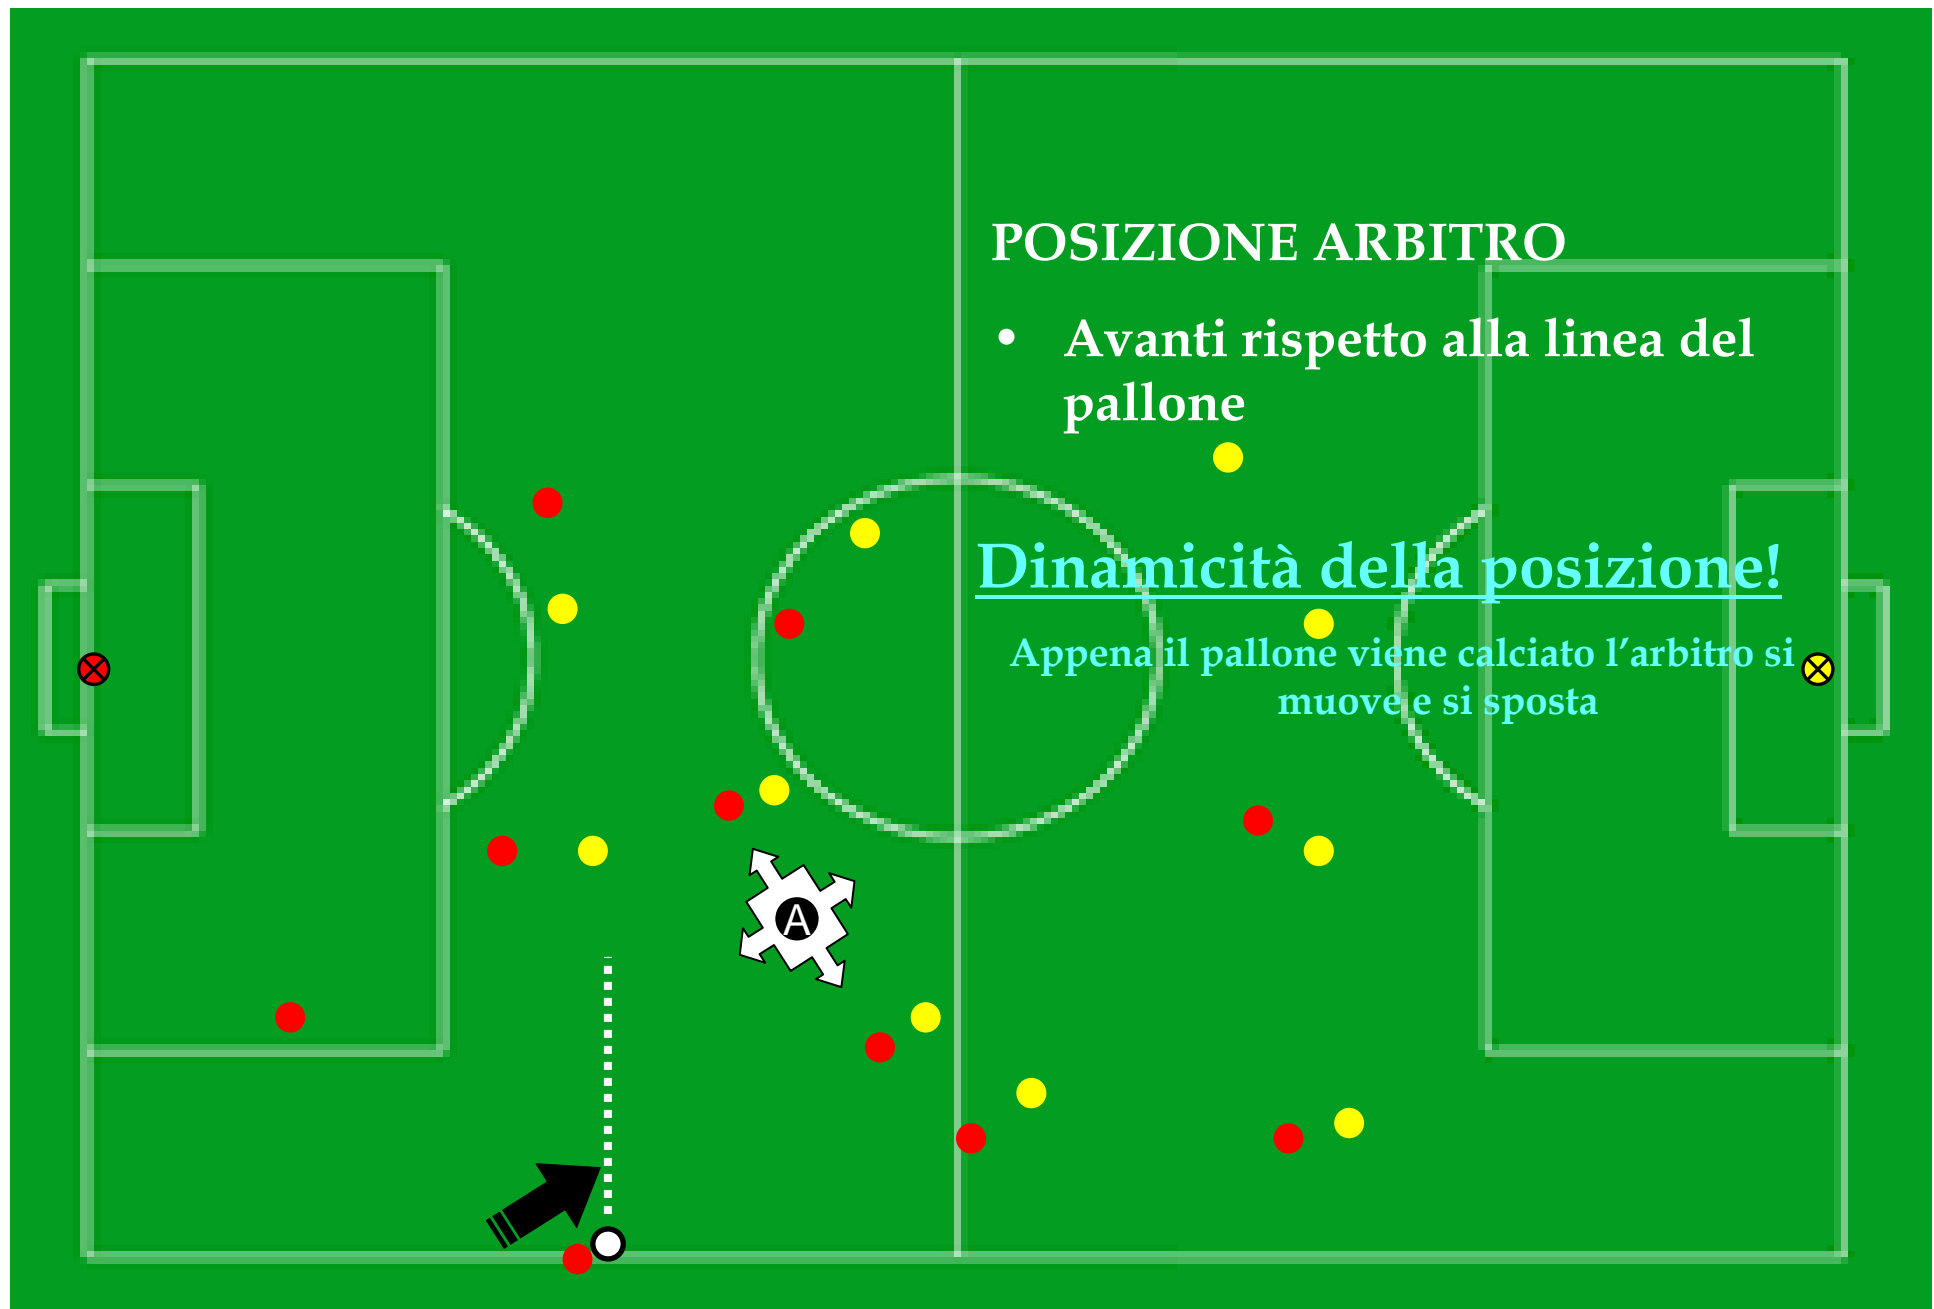 POSIZIONE ARBITRO
• Avanti rispetto alla linea del
pallone
Dinamicità della posizione!
Appena il pallone viene calciato l’arbitro si
muove e si sposta
A